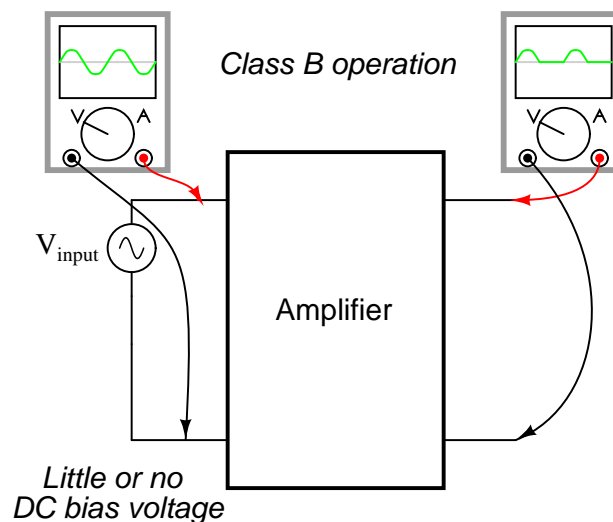 Class B operation
V A
V A
V input
Amplifier
Little or no
DC bias voltage